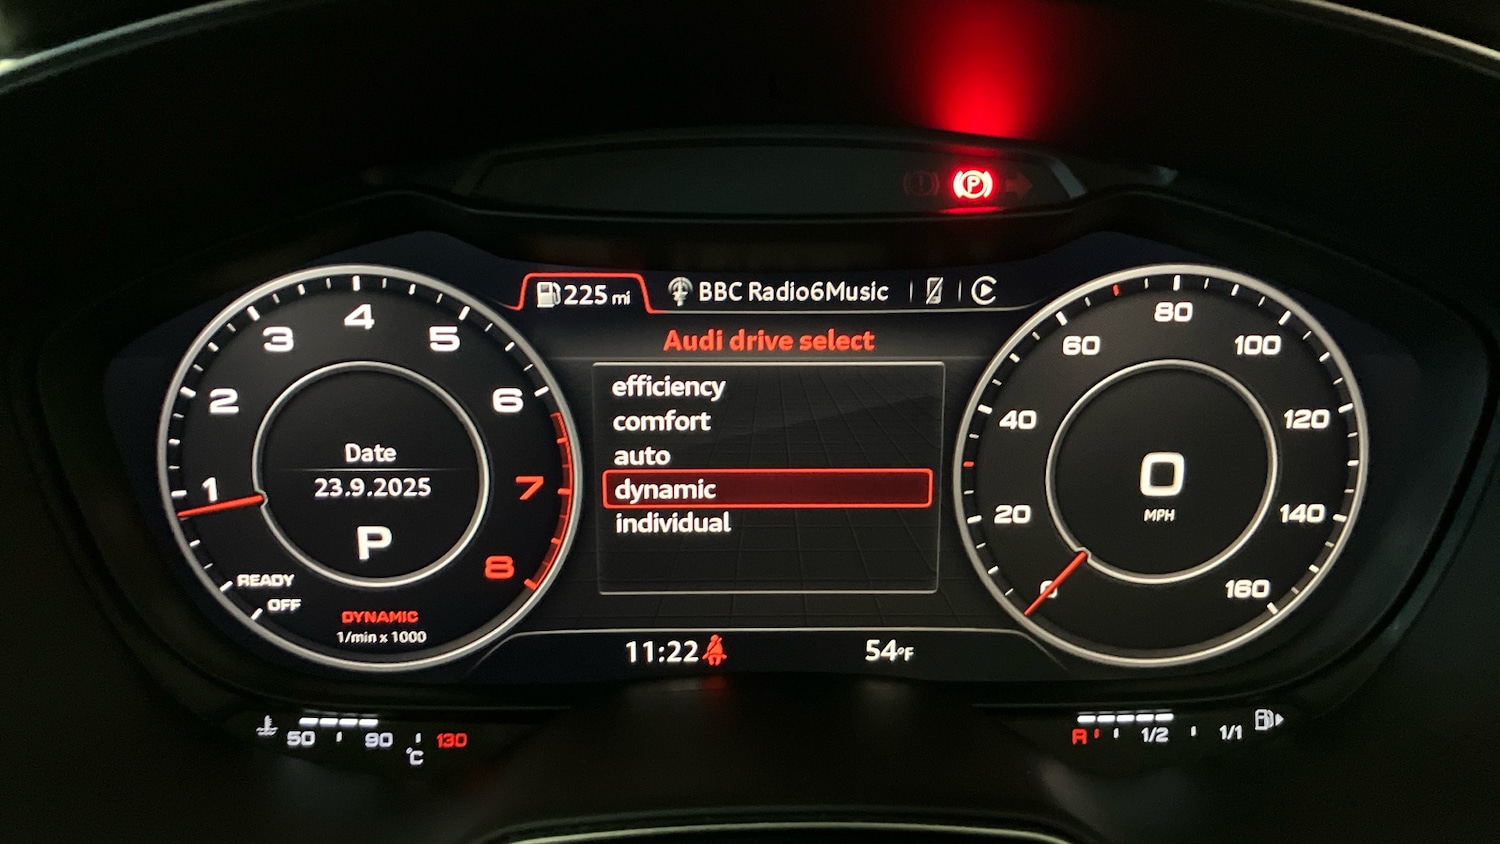 P
225 mi
BBC Radio6Music
Audi drive select
efficiency
comfort
auto
dynamic
individual
1
2
3
4
5
6
7
8
Date
23.9.2025
P
READY
OFF
DYNAMIC
1/min x 1000
0
20
40
60
80
100
120
140
160
0
MPH
11:22
54°F
50
90
130
°C
R
1/2
1/1